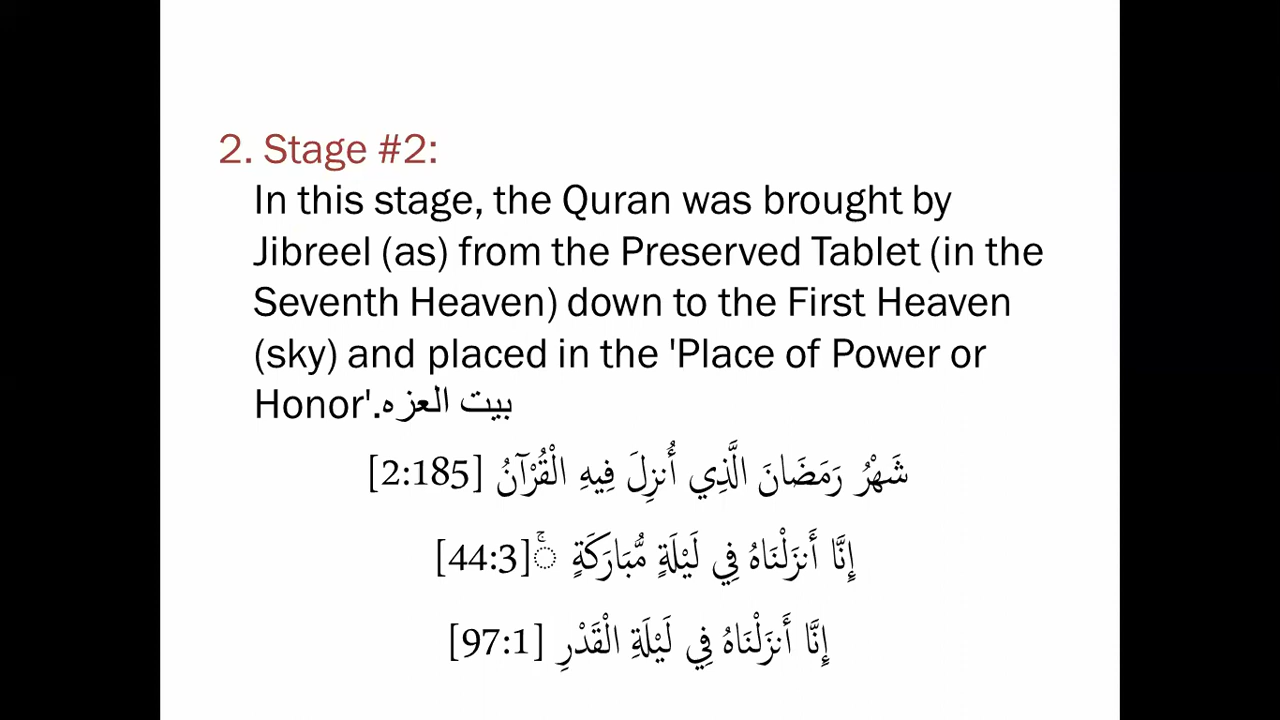 2. Stage #2:
In this stage, the Quran was brought by
Jibreel (as) from the Preserved Tablet (in the
Seventh Heaven) down to the First Heaven
(sky) and placed in the 'Place of Power or
Honor'.بيت العزه
شَهْرُ رَمَضَانَ الَّذِي أُنزِلَ فِيهِ الْقُرْآنُ [2:185]
إِنَّا أَنزَلْنَاهُ فِي لَيْلَةٍ مُّبَارَكَةٍ ۚ[44:3]
إِنَّا أَنزَلْنَاهُ فِي لَيْلَةِ الْقَدْرِ [97:1]